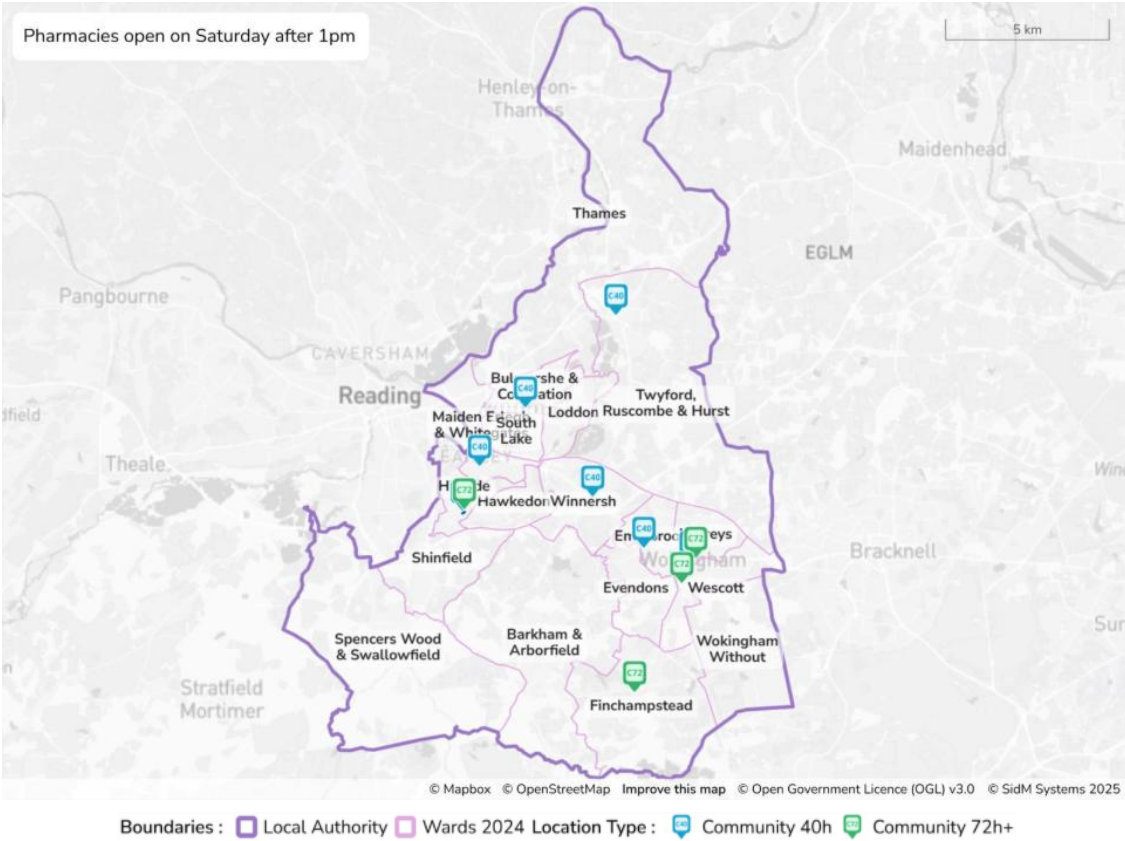 Pharmacies open on Saturday after 1pm
5 km
Henley-on-
Thames
Maidenhead
Thames
EGLM
Pangbourne
C40
CAVERSHAM
Reading
C40
Twyford,
Ruscombe & Hurst
Loddon
South
Lake
Theale
C40
C40
C72
Hawkedon
Winnersh
C40
C72
Bracknell
Shinfield
C72
Evendons
Wescott
Spencers Wood
& Swallowfield
Barkham &
Arborfield
Wokingham
Without
C72
Stratfield
Mortimer
Finchampstead
© Mapbox © OpenStreetMap Improve this map © Open Government Licence (OGL) v3.0 © SidM Systems 2025
Boundaries : Local Authority Wards 2024 Location Type : C40 Community 40h C72 Community 72h+